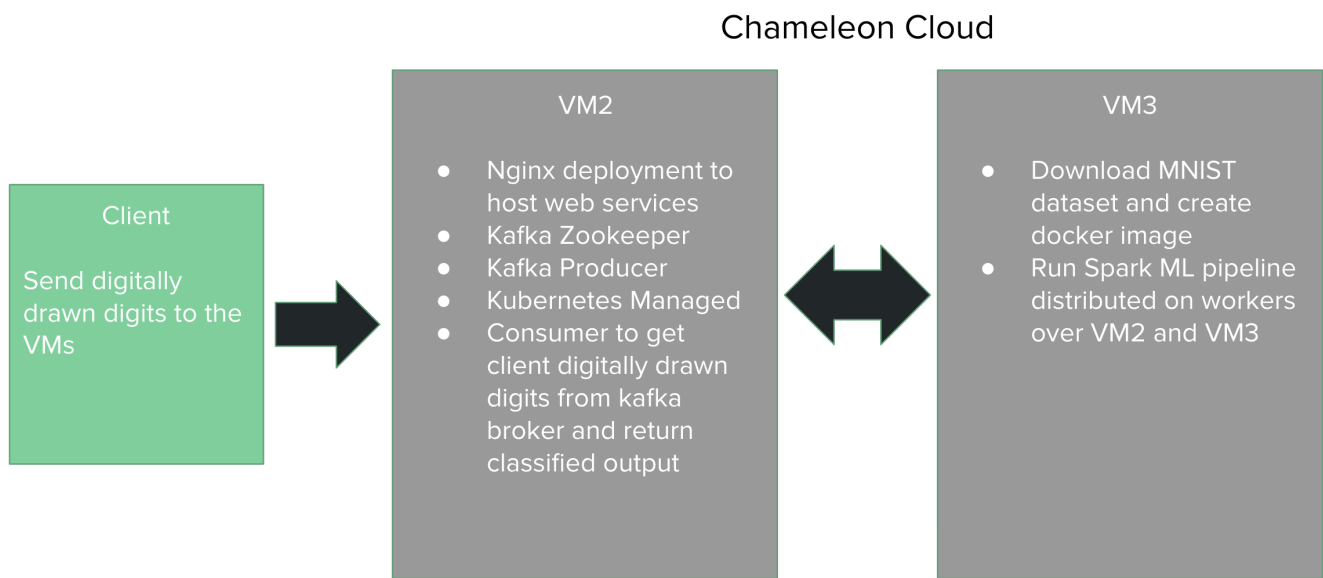 Chameleon Cloud
Client
Send digitally
drawn digits to the
VMs
VM2
● Nginx deployment to
host web services
● Kafka Zookeeper
● Kafka Producer
● Kubernetes Managed
● Consumer to get
client digitally drawn
digits from kafka
broker and return
classified output
VM3
● Download MNIST
dataset and create
docker image
● Run Spark ML pipeline
distributed on workers
over VM2 and VM3